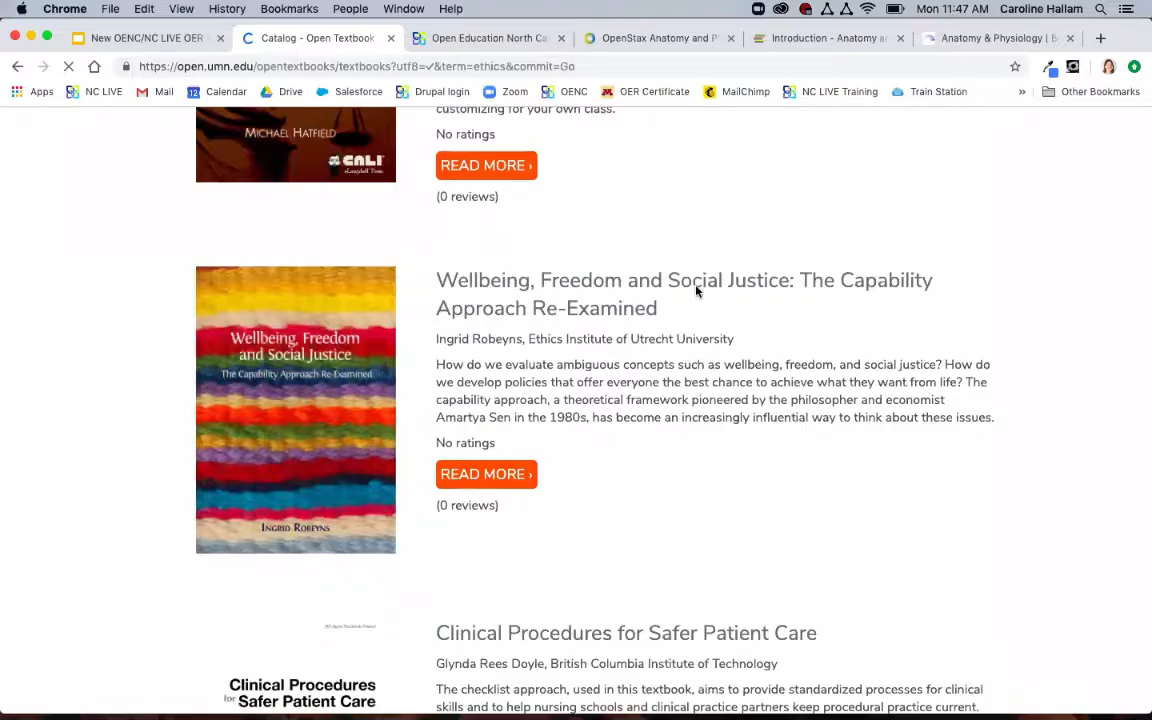 Chrome File Edit View History Bookmarks People Window Help Mon 11:47 AM Caroline Hallam
New OENC/NC LIVE OER Catalog - Open Textbook Open Education North Ca OpenStax Anatomy and P Introduction - Anatomy a Anatomy & Physiology | B
https://open.umn.edu/opentextbooks/textbooks?utf8=✓&term=ethics&commit=Go
Apps NC LIVE Mail Calendar Drive Salesforce Drupal login Zoom OENC OER Certificate MailChimp NC LIVE Training Train Station » Other Bookmarks
customizing for your own class.
MICHAEL HATFIELD
CALI
No ratings
READ MORE ›
(0 reviews)
Wellbeing, Freedom and Social Justice: The Capability
Approach Re-Examined
Ingrid Robeyns, Ethics Institute of Utrecht University
How do we evaluate ambiguous concepts such as wellbeing, freedom, and social justice? How do
we develop policies that offer everyone the best chance to achieve what they want from life? The
capability approach, a theoretical framework pioneered by the philosopher and economist
Amartya Sen in the 1980s, has become an increasingly influential way to think about these issues.
No ratings
READ MORE ›
(0 reviews)
Wellbeing, Freedom
and Social Justice
The Capability Approach Re-Examined
INGRID ROBEYNS
Clinical Procedures for Safer Patient Care
Glynda Rees Doyle, British Columbia Institute of Technology
The checklist approach, used in this textbook, aims to provide standardized processes for clinical
skills and to help nursing schools and clinical practice partners keep procedural practice current.
Clinical Procedures
for Safer Patient Care